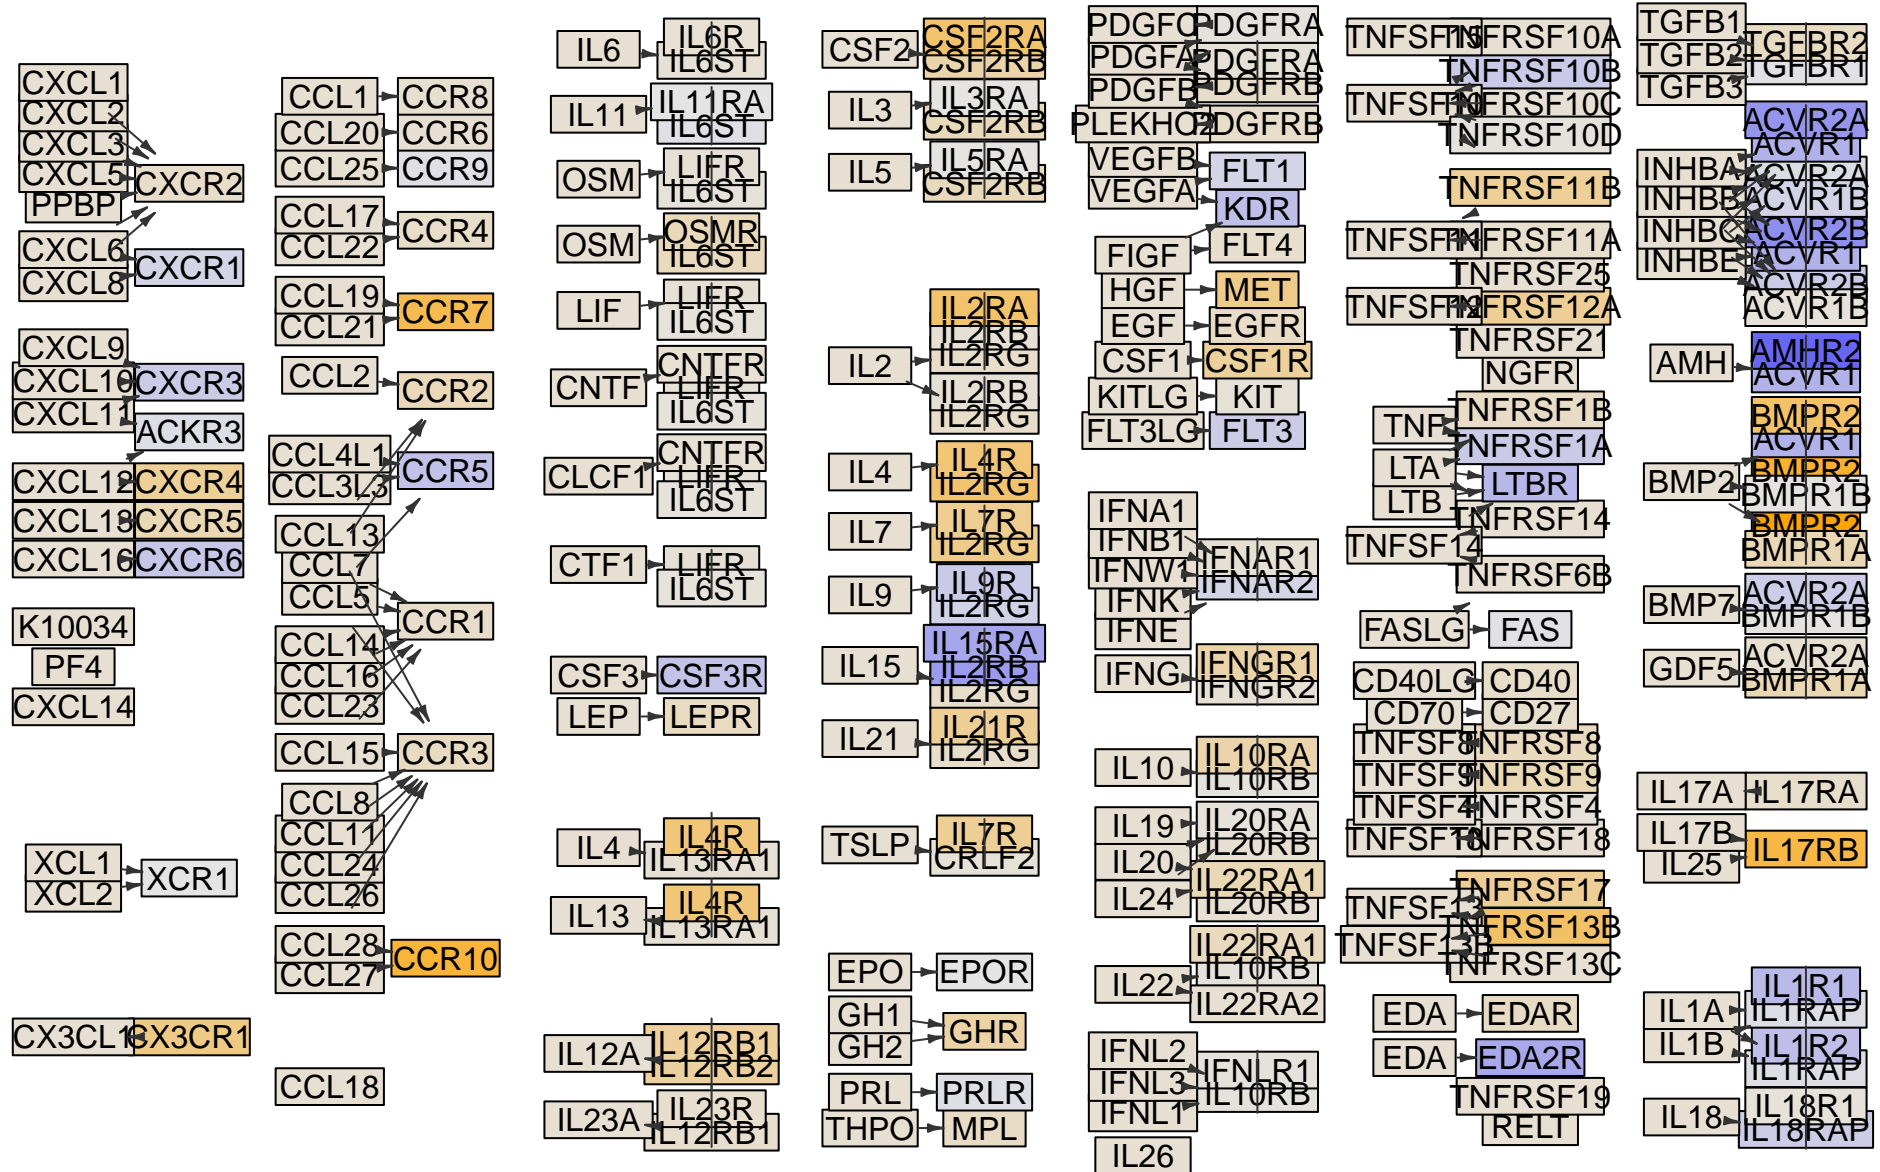 CXCL1
CXCL2
CXCL3
CXCL5
PPBP
CXCR2
CXCL6
CXCL8
CXCR1
CXCL9
CXCL10
CXCL11
CXCR3
ACKR3
CXCL12
CXCR4
CXCL13
CXCR5
CXCL16
CXCR6
K10034
PF4
CXCL14
XCL1
XCL2
XCR1
CX3CL1
CX3CR1
CCL1
CCR8
CCL20
CCR6
CCL25
CCR9
CCL17
CCL22
CCR4
CCL19
CCL21
CCR7
CCL2
CCR2
CCL4L1
CCL3L3
CCR5
CCL13
CCL7
CCL5
CCR1
CCL14
CCL16
CCL23
CCL15
CCR3
CCL8
CCL11
CCL24
CCL26
CCL28
CCL27
CCR10
CCL18
IL6
IL6R
IL6ST
IL11
IL11RA
IL6ST
OSM
LIFR
IL6ST
OSM
OSMR
IL6ST
LIF
LIFR
IL6ST
CNTF
CNTFR
LIFR
IL6ST
CLCF1
CNTFR
LIFR
IL6ST
CTF1
LIFR
IL6ST
CSF3
CSF3R
LEP
LEPR
IL4
IL4R
IL13RA1
IL13
IL4R
IL13RA1
IL12A
IL12RB1
IL12RB2
IL23A
IL23R
IL12RB1
CSF2
CSF2RA
CSF2RB
IL3
IL3RA
CSF2RB
IL5
IL5RA
CSF2RB
IL2
IL2RA
IL2RB
IL2RG
IL2RB
IL2RG
IL4
IL4R
IL2RG
IL7
IL7R
IL2RG
IL9
IL9R
IL2RG
IL15
IL15RA
IL2RB
IL2RG
IL21
IL21R
IL2RG
TSLP
IL7R
CRLF2
EPO
EPOR
GH1
GH2
GHR
PRL
PRLR
THPO
MPL
PDGFC
PDGFRA
PDGFA
PDGFRA
PDGFRB
PDGFB
PLEKHO2
PDGFRB
VEGFB
VEGFA
FLT1
KDR
FIGF
FLT4
HGF
MET
EGF
EGFR
CSF1
CSF1R
KITLG
KIT
FLT3LG
FLT3
IFNA1
IFNB1
IFNW1
IFNK
IFNE
IFNAR1
IFNAR2
IFNG
IFNGR1
IFNGR2
IL10
IL10RA
IL10RB
IL19
IL20RA
IL20RB
IL20
IL24
IL22RA1
IL20RB
IL22
IL22RA1
IL10RB
IL22RA2
IFNL2
IFNL3
IFNL1
IFNLR1
IL10RB
IL26
TNFSF15
TNFRSF10A
TNFRSF10B
TNFSF10
TNFRSF10C
TNFRSF10D
TNFRSF11B
TNFSF11
TNFRSF11A
TNFRSF25
TNFSF12
TNFRSF12A
TNFRSF21
NGFR
TNF
TNFRSF1B
TNFRSF1A
LTA
LTB
LTBR
TNFRSF14
TNFSF14
TNFRSF6B
FASLG
FAS
CD40LG
CD40
CD70
CD27
TNFSF8
TNFRSF8
TNFSF9
TNFRSF9
TNFSF4
TNFRSF4
TNFSF18
TNFRSF18
TNFRSF17
TNFSF13
TNFRSF13B
TNFSF13B
TNFRSF13C
EDA
EDAR
EDA
EDA2R
TNFRSF19
RELT
TGFB1
TGFB2
TGFB3
TGFBR2
TGFBR1
ACVR2A
ACVR1
INHBA
ACVR2A
INHBB
ACVR1B
INHBC
ACVR2B
ACVR1
INHBE
ACVR2B
ACVR1B
AMH
AMHR2
ACVR1
BMPR2
ACVR1
BMP2
BMPR2
BMPR1B
BMPR2
BMPR1A
BMP7
ACVR2A
BMPR1B
GDF5
ACVR2A
BMPR1A
IL17A
IL17RA
IL17B
IL25
IL17RB
IL1A
IL1R1
IL1RAP
IL1B
IL1R2
IL1RAP
IL18
IL18R1
IL18RAP